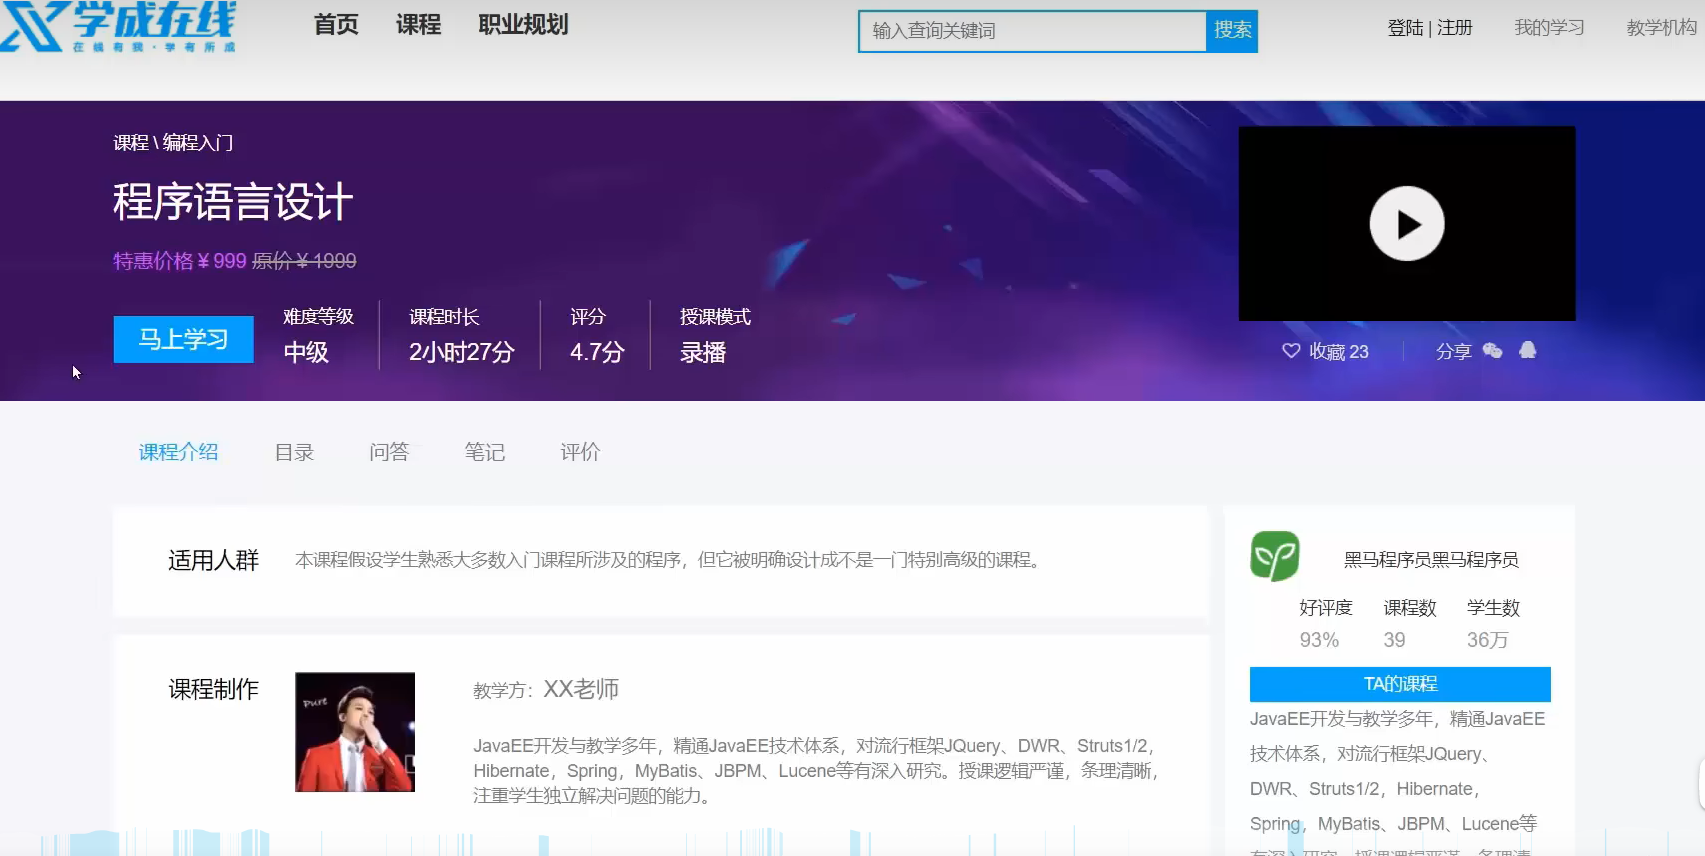 学成在线
在线有我·学有所成
首页 课程 职业规划
输入查询关键词 搜索
登陆 | 注册 我的学习 教学机构
课程 \ 编程入门
程序语言设计
特惠价格 ¥ 999 原价 ¥ 1999
马上学习
难度等级 课程时长 评分 授课模式
中级 2小时27分 4.7分 录播
收藏 23 分享
课程介绍 目录 问答 笔记 评价
适用人群 本课程假设学生熟悉大多数入门课程所涉及的程序，但它被明确设计成不是一门特别高级的课程。
课程制作
Pure
教学方：XX老师
JavaEE开发与教学多年，精通JavaEE技术体系，对流行框架JQuery、DWR、Struts1/2，
Hibernate，Spring，MyBatis、JBPM、Lucene等有深入研究。授课逻辑严谨，条理清晰，
注重学生独立解决问题的能力。
黑马程序员黑马程序员
好评度 课程数 学生数
93% 39 36万
TA的课程
JavaEE开发与教学多年，精通JavaEE
技术体系，对流行框架JQuery、
DWR、Struts1/2，Hibernate，
Spring，MyBatis、JBPM、Lucene等
有深入研究。授课逻辑严谨，条理清